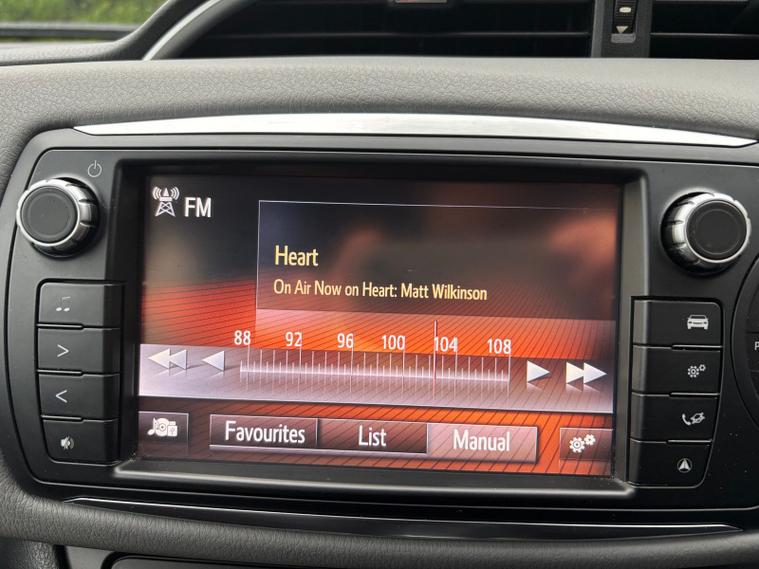 FM
Heart
On Air Now on Heart: Matt Wilkinson
88 92 96 100 104 108
Favourites List Manual
P